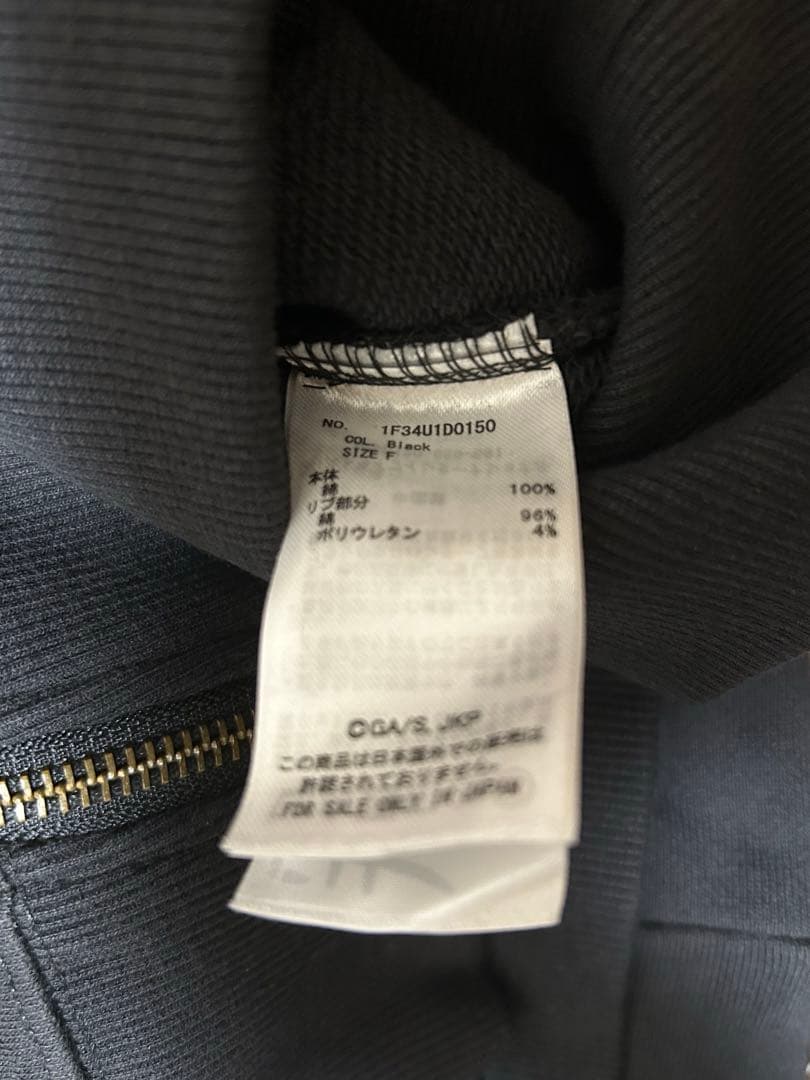 NO. 1F34U1D0150
COL. Black
SIZE F
本体
綿 100%
リブ部分
綿 96%
ポリウレタン 4%
©GA/S, JKP
この商品は日本国外での販売は
許諾されておりません。
FOR SALE ONLY IN JAPAN